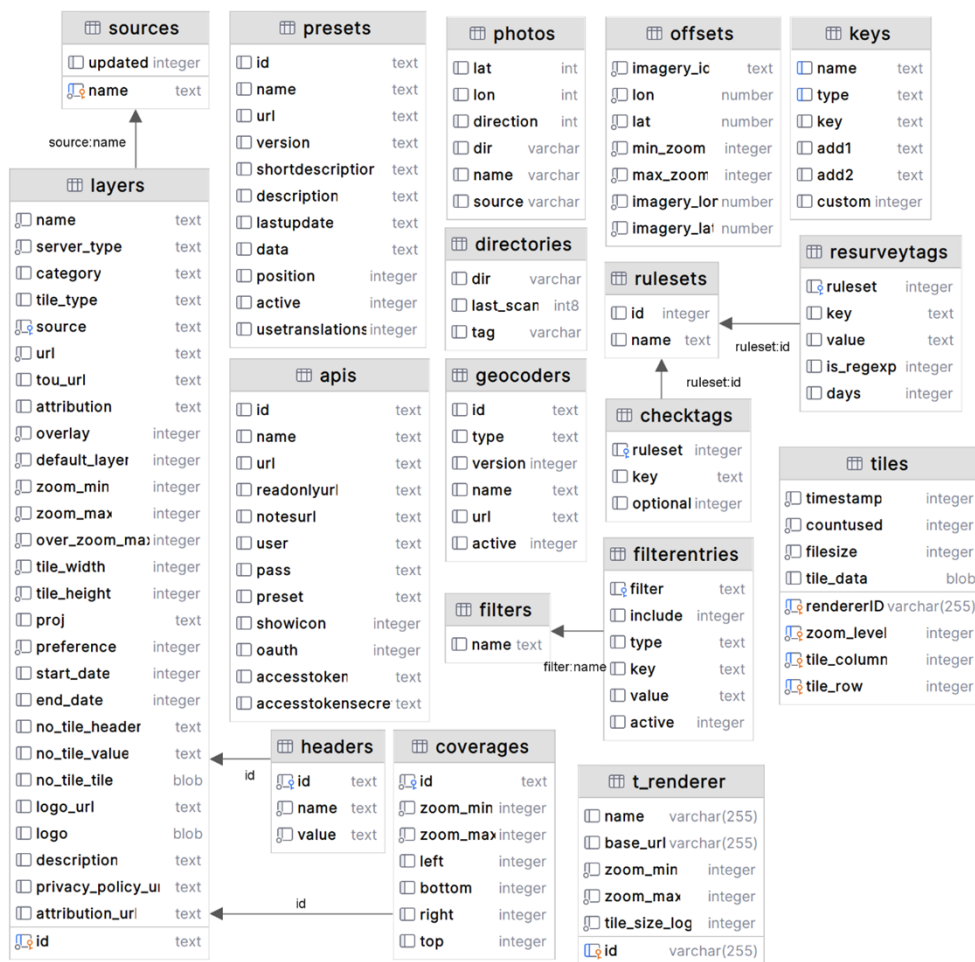 sources
updated integer
name text
source:name
layers
name text
server_type text
category text
tile_type text
source text
url text
tou_url text
attribution text
overlay integer
default_layer integer
zoom_min integer
zoom_max integer
over_zoom_max integer
tile_width integer
tile_height integer
proj text
preference integer
start_date integer
end_date integer
no_tile_header text
no_tile_value text
no_tile_tile blob
logo_url text
logo blob
description text
privacy_policy_u text
attribution_url text
id text
presets
id text
name text
url text
version text
shortdescription text
description text
lastupdate text
data text
position integer
active integer
usetranslations integer
apis
id text
name text
url text
readonlyurl text
notesurl text
user text
pass text
preset text
showicon integer
oauth integer
accesstoken text
accesstokensecre text
headers
id text
name text
value text
id
coverages
id text
zoom_min integer
zoom_max integer
left integer
bottom integer
right integer
top integer
id
photos
lat int
lon int
direction int
dir varchar
name varchar
source varchar
directories
dir varchar
last_scan int8
tag varchar
geocoders
id text
type text
version integer
name text
url text
active integer
filters
name text
filter:name
offsets
imagery_id text
lon number
lat number
min_zoom integer
max_zoom integer
imagery_lon number
imagery_lat number
rulesets
id integer
name text
ruleset:id
ruleset:id
checktags
ruleset integer
key text
optional integer
filterentries
filter text
include integer
type text
key text
value text
active integer
t_renderer
name varchar(255)
base_url varchar(255)
zoom_min integer
zoom_max integer
tile_size_log integer
id varchar(255)
keys
name text
type text
key text
add1 text
add2 text
custom integer
resurveytags
ruleset integer
key text
value text
is_regexp integer
days integer
tiles
timestamp integer
countused integer
filesize integer
tile_data blob
rendererID varchar(255)
zoom_level integer
tile_column integer
tile_row integer